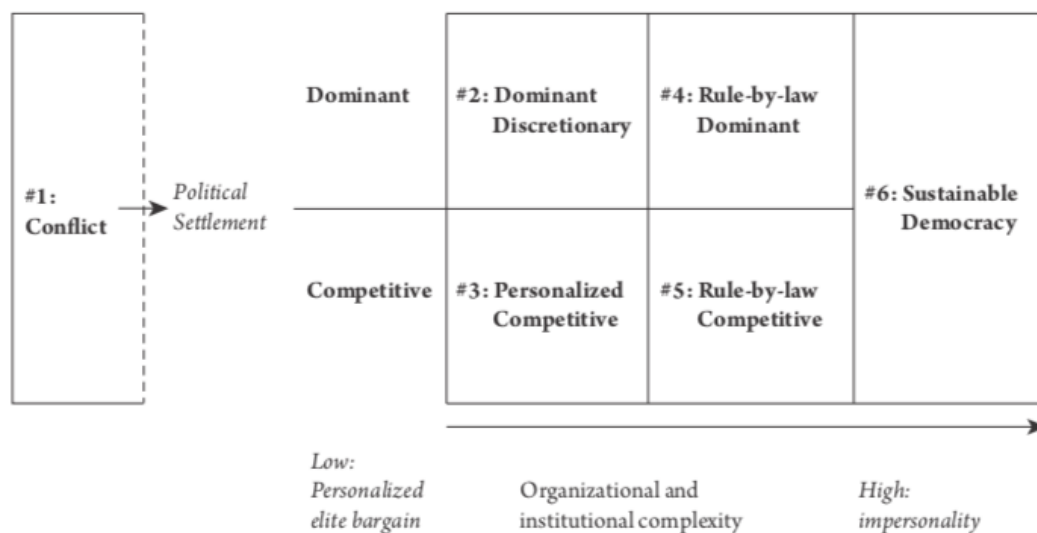 Dominant
#2: Dominant
Discretionary
#4: Rule-by-law
Dominant
#1:
Conflict
Political
Settlement
#6: Sustainable
Democracy
Competitive
#3: Personalized
Competitive
#5: Rule-by-law
Competitive
Low:
Personalized
elite bargain
Organizational and
institutional complexity
High:
impersonality